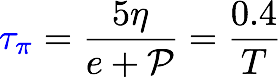 τ_π = 5η / (e + 𝒫) = 0.4 / T